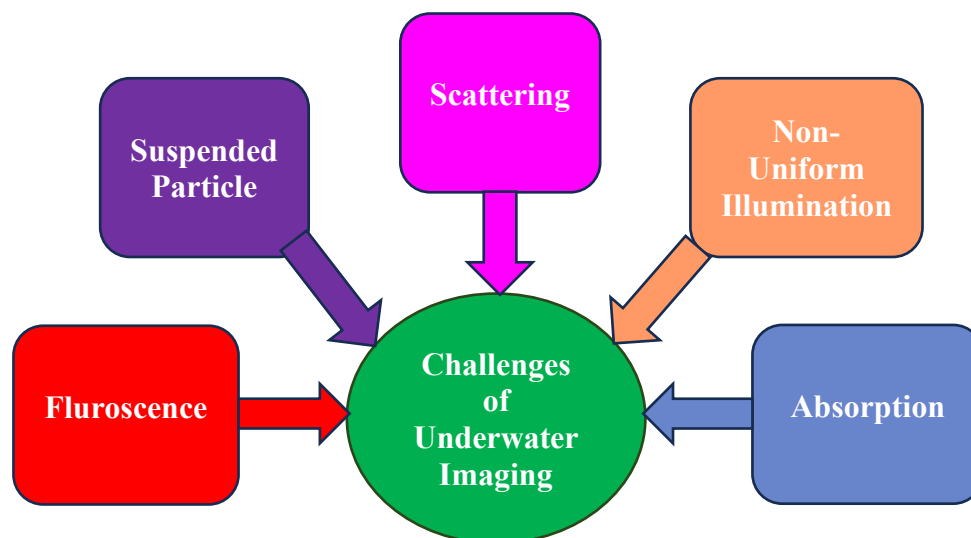 Scattering
Suspended
Particle
Non-
Uniform
Illumination
Fluroscence
Challenges
of
Underwater
Imaging
Absorption